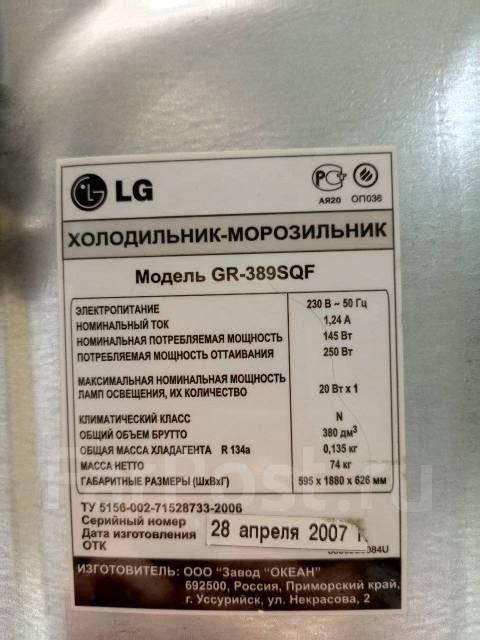 LG
РСТ
АЯ20 ОП036
ХОЛОДИЛЬНИК-МОРОЗИЛЬНИК
Модель GR-389SQF
ЭЛЕКТРОПИТАНИЕ 230 В ~ 50 Гц
НОМИНАЛЬНЫЙ ТОК 1,24 А
НОМИНАЛЬНАЯ ПОТРЕБЛЯЕМАЯ МОЩНОСТЬ 145 Вт
ПОТРЕБЛЯЕМАЯ МОЩНОСТЬ ОТТАИВАНИЯ 250 Вт
МАКСИМАЛЬНАЯ НОМИНАЛЬНАЯ МОЩНОСТЬ
ЛАМП ОСВЕЩЕНИЯ, ИХ КОЛИЧЕСТВО 20 Вт x 1
КЛИМАТИЧЕСКИЙ КЛАСС N
ОБЩИЙ ОБЪЕМ БРУТТО 380 дм³
ОБЩАЯ МАССА ХЛАДАГЕНТА R 134a 0,135 кг
МАССА НЕТТО 74 кг
ГАБАРИТНЫЕ РАЗМЕРЫ (ШхВхГ) 595 x 1880 x 626 мм
ТУ 5156-002-71528733-2006
Серийный номер
Дата изготовления 28 апреля 2007 г.
ОТК
ИЗГОТОВИТЕЛЬ: ООО "Завод "ОКЕАН"
692500, Россия, Приморский край,
г. Уссурийск, ул. Некрасова, 2
FarPost.ru